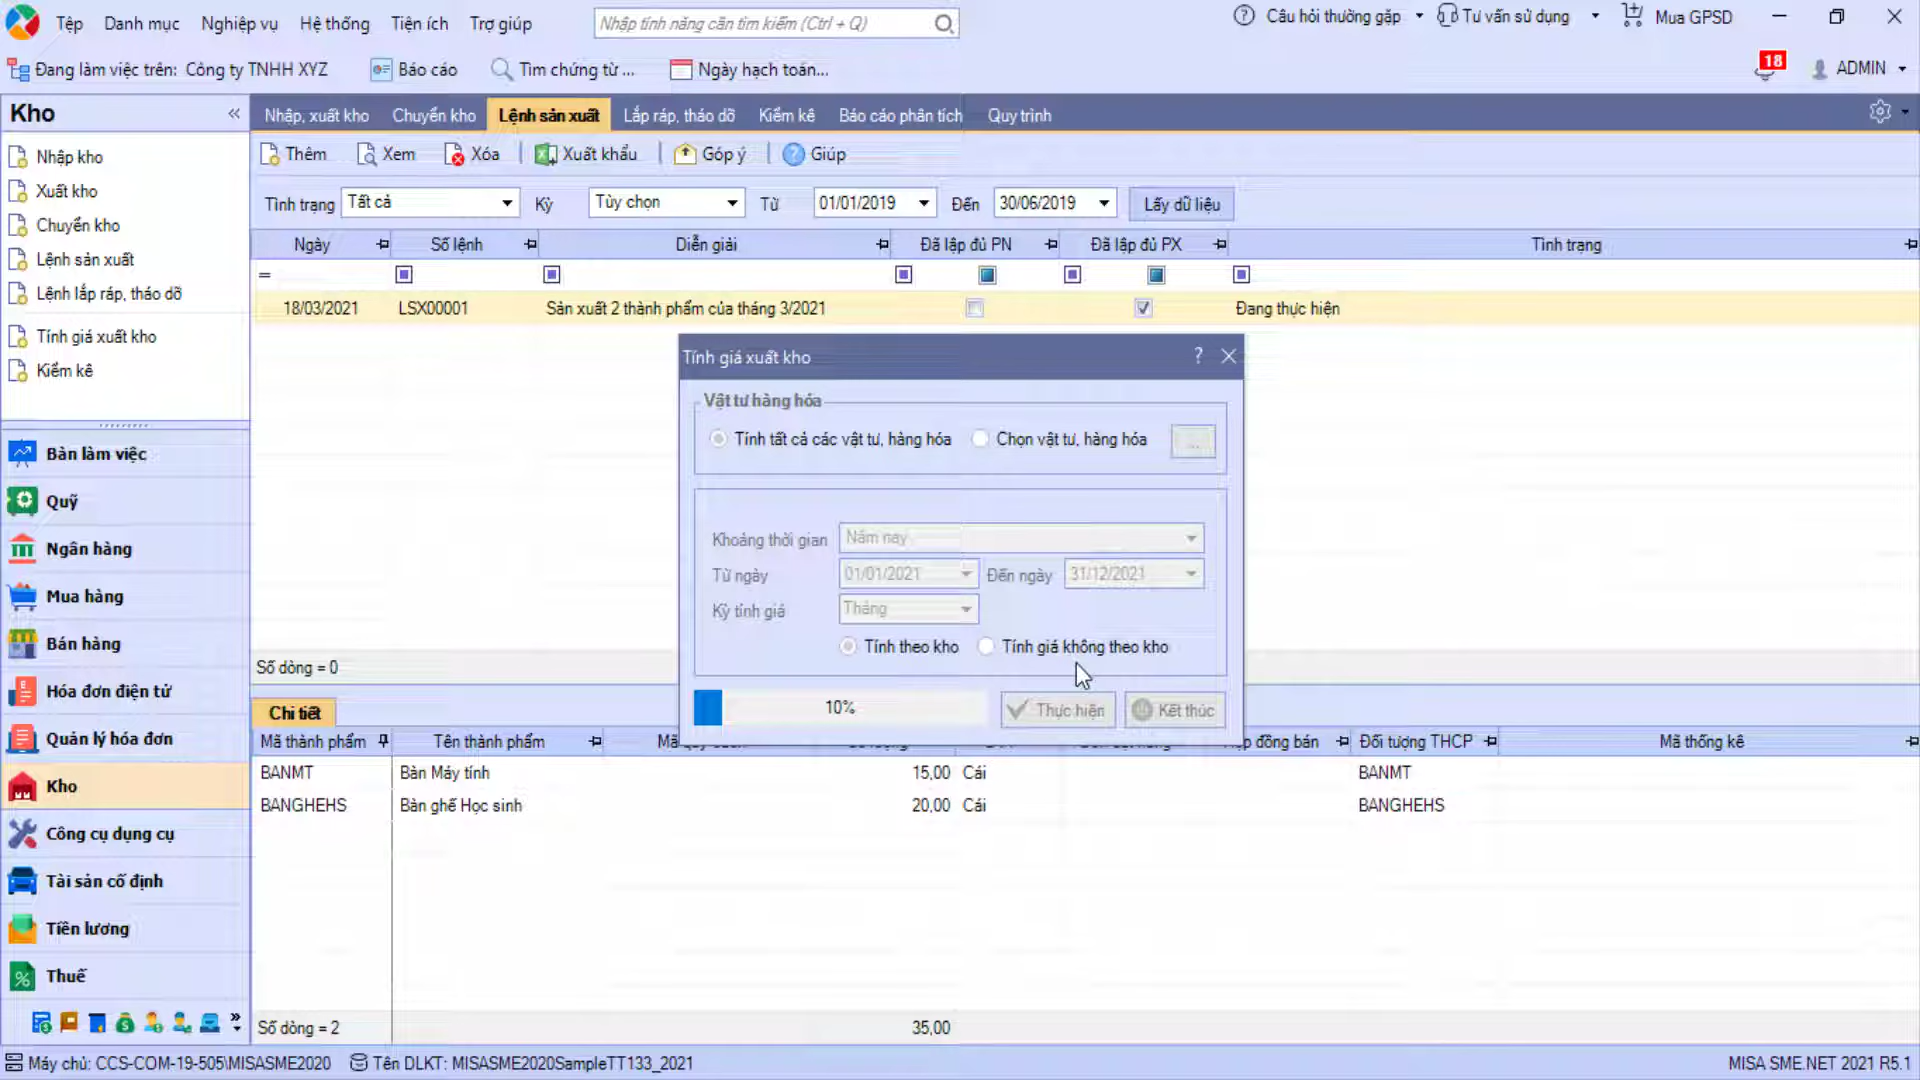 Tệp Danh mục Nghiệp vụ Hệ thống Tiện ích Trợ giúp Nhập tính năng cần tìm kiếm (Ctrl + Q) Câu hỏi thường gặp Tư vấn sử dụng Mua GPSD
Đang làm việc trên: Công ty TNHH XYZ Báo cáo Tìm chứng từ ... Ngày hạch toán... 18 ADMIN
Kho
Nhập, xuất kho Chuyển kho Lệnh sản xuất Lắp ráp, tháo dỡ Kiểm kê Báo cáo phân tích Quy trình
Nhập kho
Xuất kho
Chuyển kho
Lệnh sản xuất
Lệnh lắp ráp, tháo dỡ
Tính giá xuất kho
Kiểm kê
Thêm Xem Xóa Xuất khẩu Góp ý Giúp
Tình trạng Tất cả Kỳ Tùy chọn Từ 01/01/2019 Đến 30/06/2019 Lấy dữ liệu
Ngày Số lệnh Diễn giải Đã lập đủ PN Đã lập đủ PX Tình trạng
=
18/03/2021 LSX00001 Sản xuất 2 thành phẩm của tháng 3/2021 Đang thực hiện
Tính giá xuất kho ?
Vật tư hàng hóa
Tính tất cả các vật tư, hàng hóa Chọn vật tư, hàng hóa ...
Khoảng thời gian Năm nay
Từ ngày 01/01/2021 Đến ngày 31/12/2021
Kỳ tính giá Tháng
Tính theo kho Tính giá không theo kho
10% Thực hiện Kết thúc
Số dòng = 0
Bàn làm việc
Quỹ
Ngân hàng
Mua hàng
Bán hàng
Hóa đơn điện tử
Quản lý hóa đơn
Kho
Công cụ dụng cụ
Tài sản cố định
Tiền lương
Thuế
Chi tiết
Mã thành phẩm Tên thành phẩm đồng bán Đối tượng THCP Mã thống kê
BANMT Bàn Máy tính 15,00 Cái BANMT
BANGHEHS Bàn ghế Học sinh 20,00 Cái BANGHEHS
Số dòng = 2 35,00
Máy chủ: CCS-COM-19-505\MISASME2020 Tên DLKT: MISASME2020SampleTT133_2021 MISA SME.NET 2021 R5.1